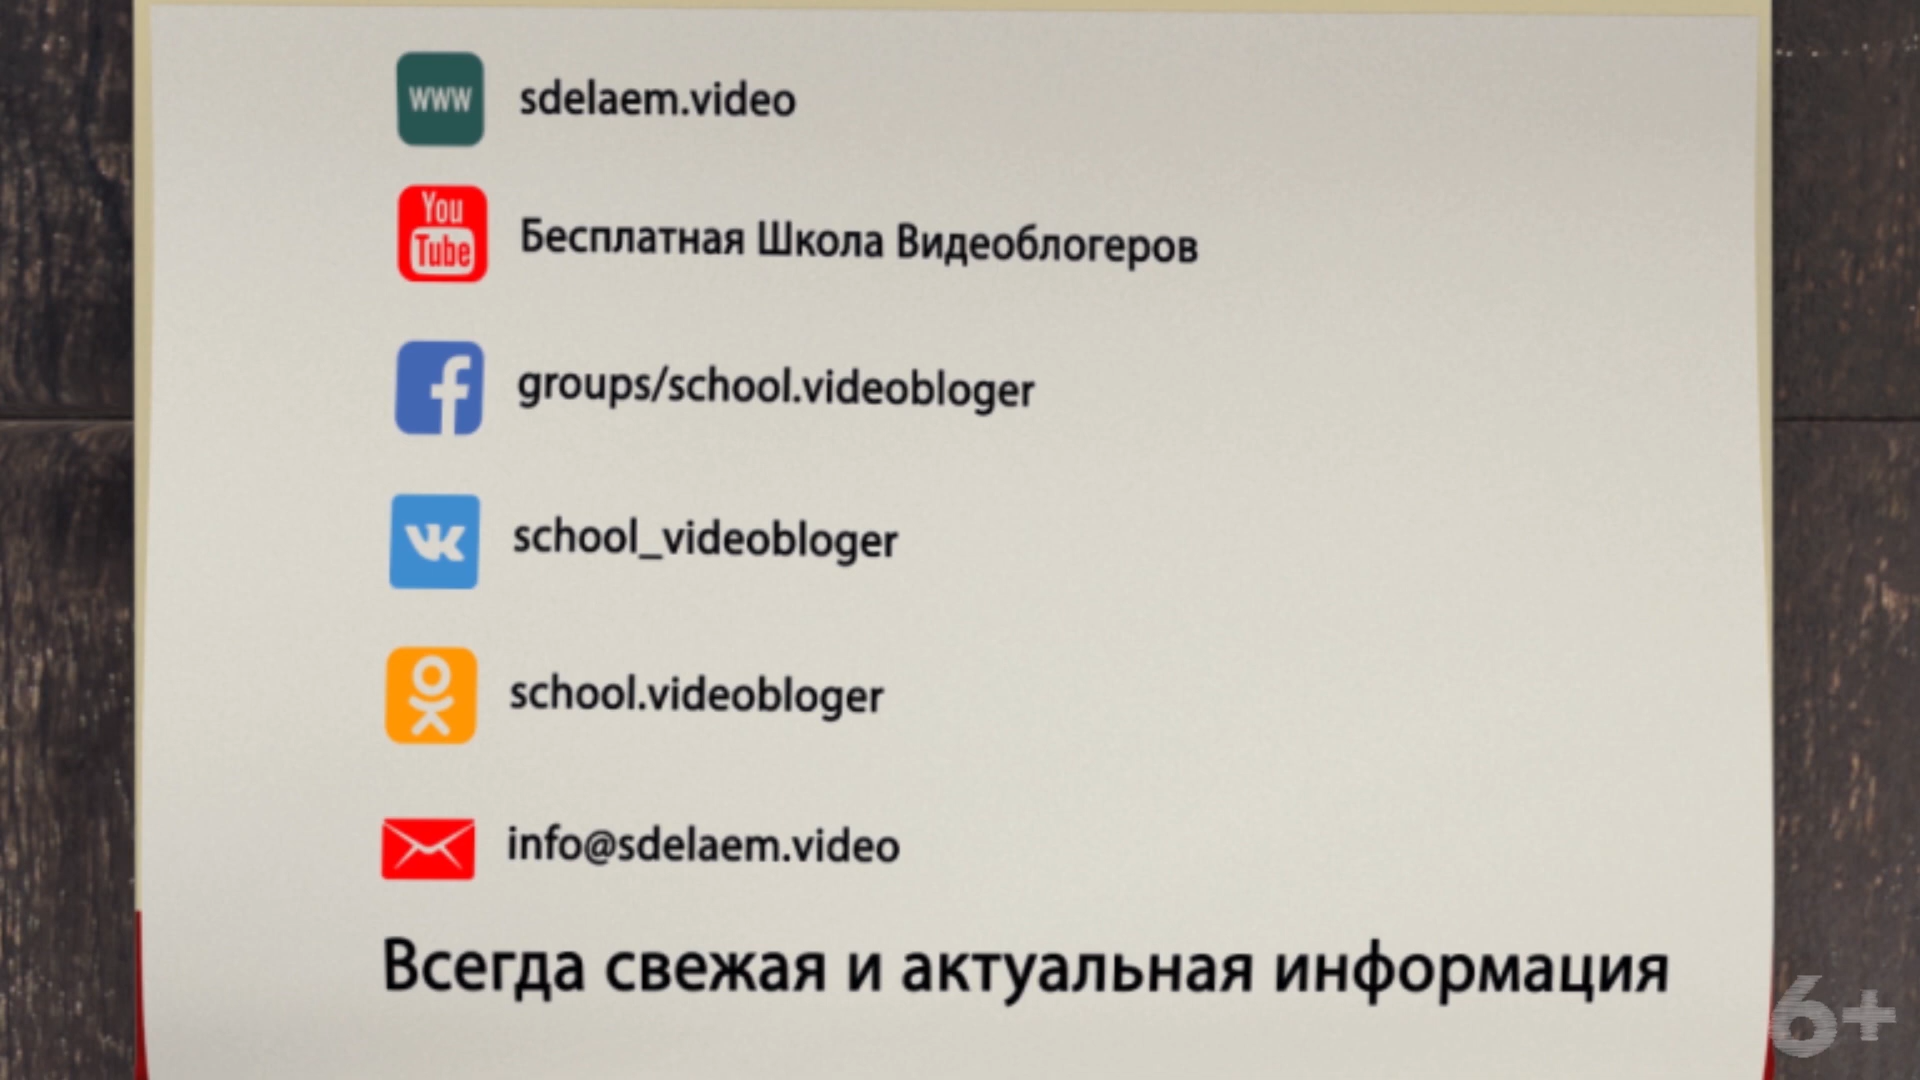 www sdelaem.video
You Tube Бесплатная Школа Видеоблогеров
groups/school.videobloger
school_videobloger
school.videobloger
info@sdelaem.video
Всегда свежая и актуальная информация
6+